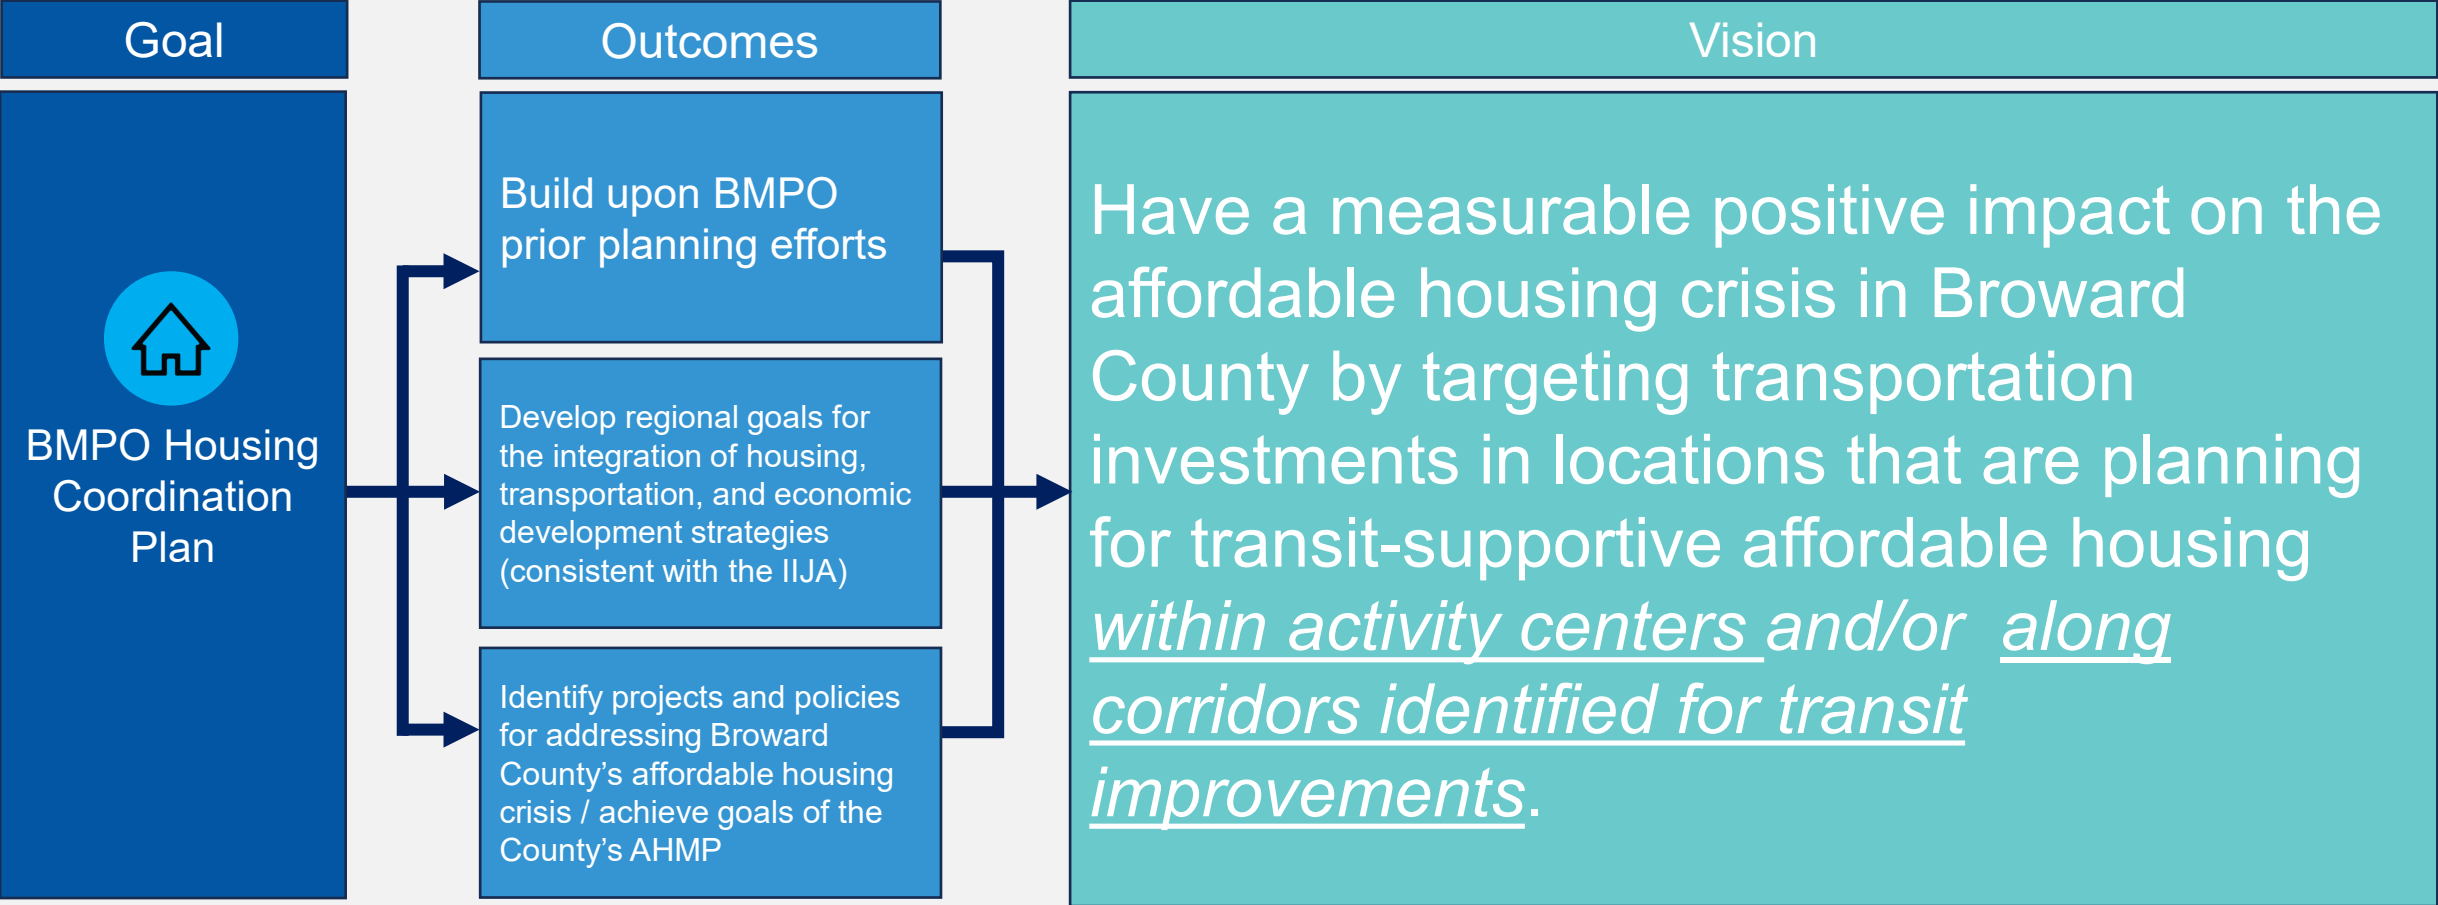 Goal
BMPO Housing
Coordination
Plan
Outcomes
Build upon BMPO
prior planning efforts
Develop regional goals for
the integration of housing,
transportation, and economic
development strategies
(consistent with the IIJA)
Identify projects and policies
for addressing Broward
County’s affordable housing
crisis / achieve goals of the
County’s AHMP
Vision
Have a measurable positive impact on the
affordable housing crisis in Broward
County by targeting transportation
investments in locations that are planning
for transit-supportive affordable housing
within activity centers and/or along
corridors identified for transit
improvements.